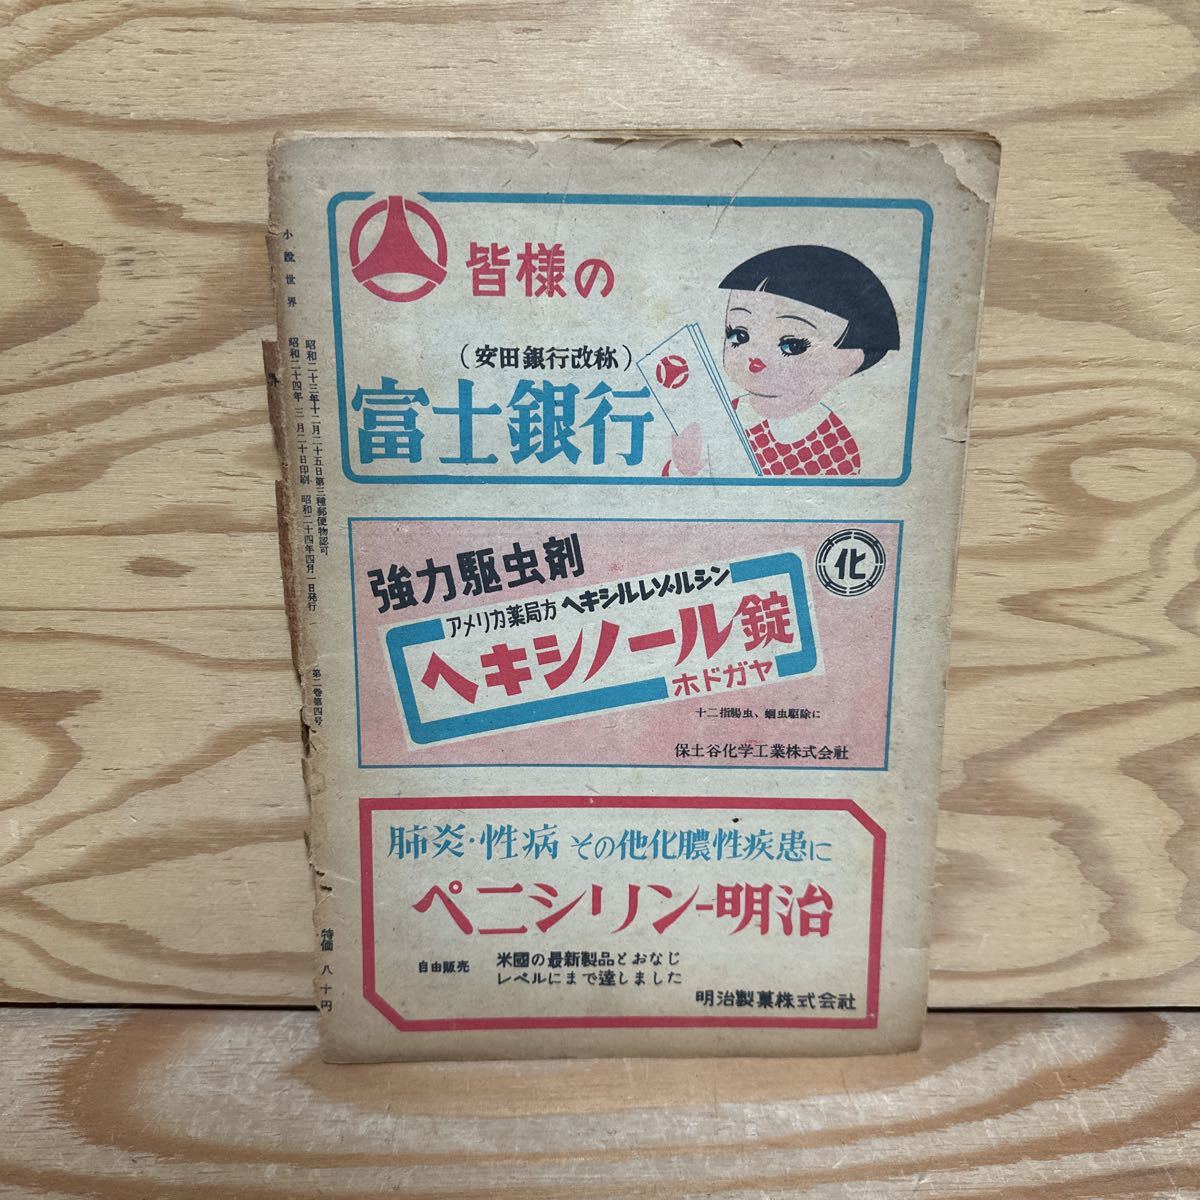 皆様の
(安田銀行改称)
富士銀行
強力駆虫剤
アメリカ薬局方 ヘキシルレゾルシン
ヘキシノール錠
ホドガヤ
化
十二指腸虫、蛔虫駆除に
保土谷化学工業株式会社
肺炎・性病 その他化膿性疾患に
ペニシリン-明治
自由販売
米國の最新製品とおなじ
レベルにまで達しました
明治製菓株式会社
小說世界
昭和二十三年十二月二十五日第三種郵便物認可
昭和二十四年 三月二十日印刷 昭和二十四年四月一日発行
第二巻第四号
特価 八十円
界